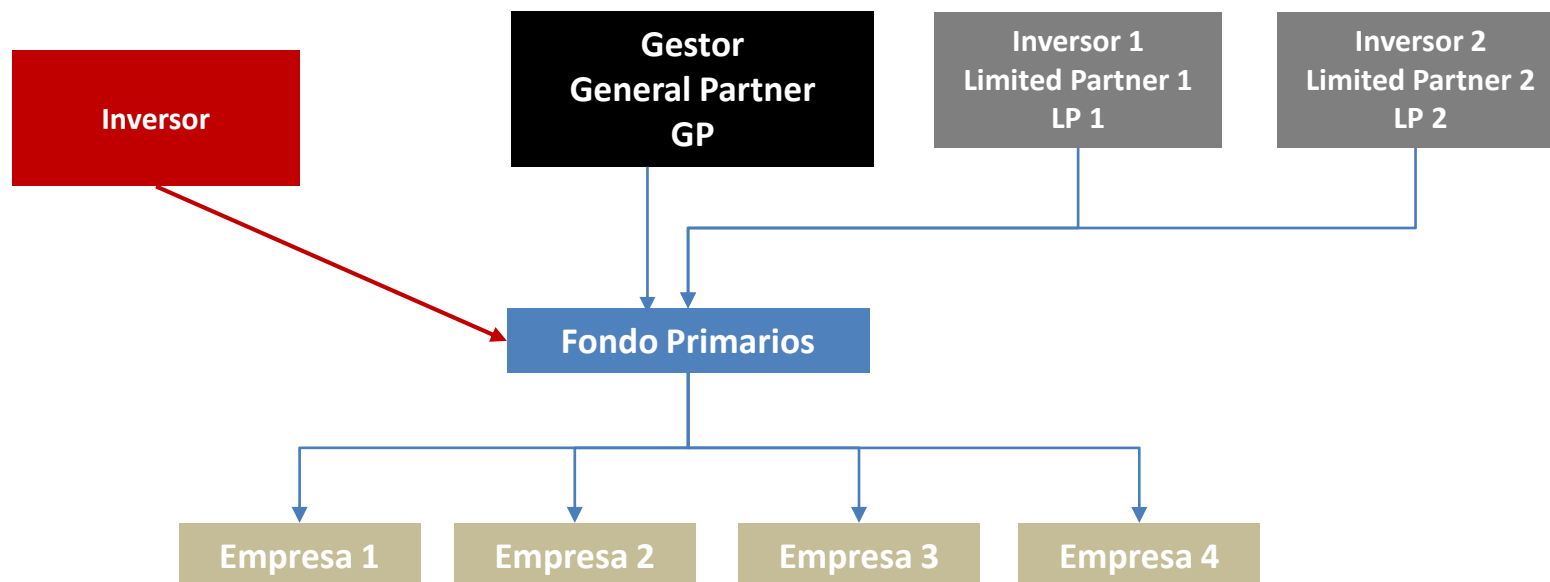 Inversor
Gestor
General Partner
GP
Inversor 1
Limited Partner 1
LP 1
Inversor 2
Limited Partner 2
LP 2
Fondo Primarios
Empresa 1
Empresa 2
Empresa 3
Empresa 4